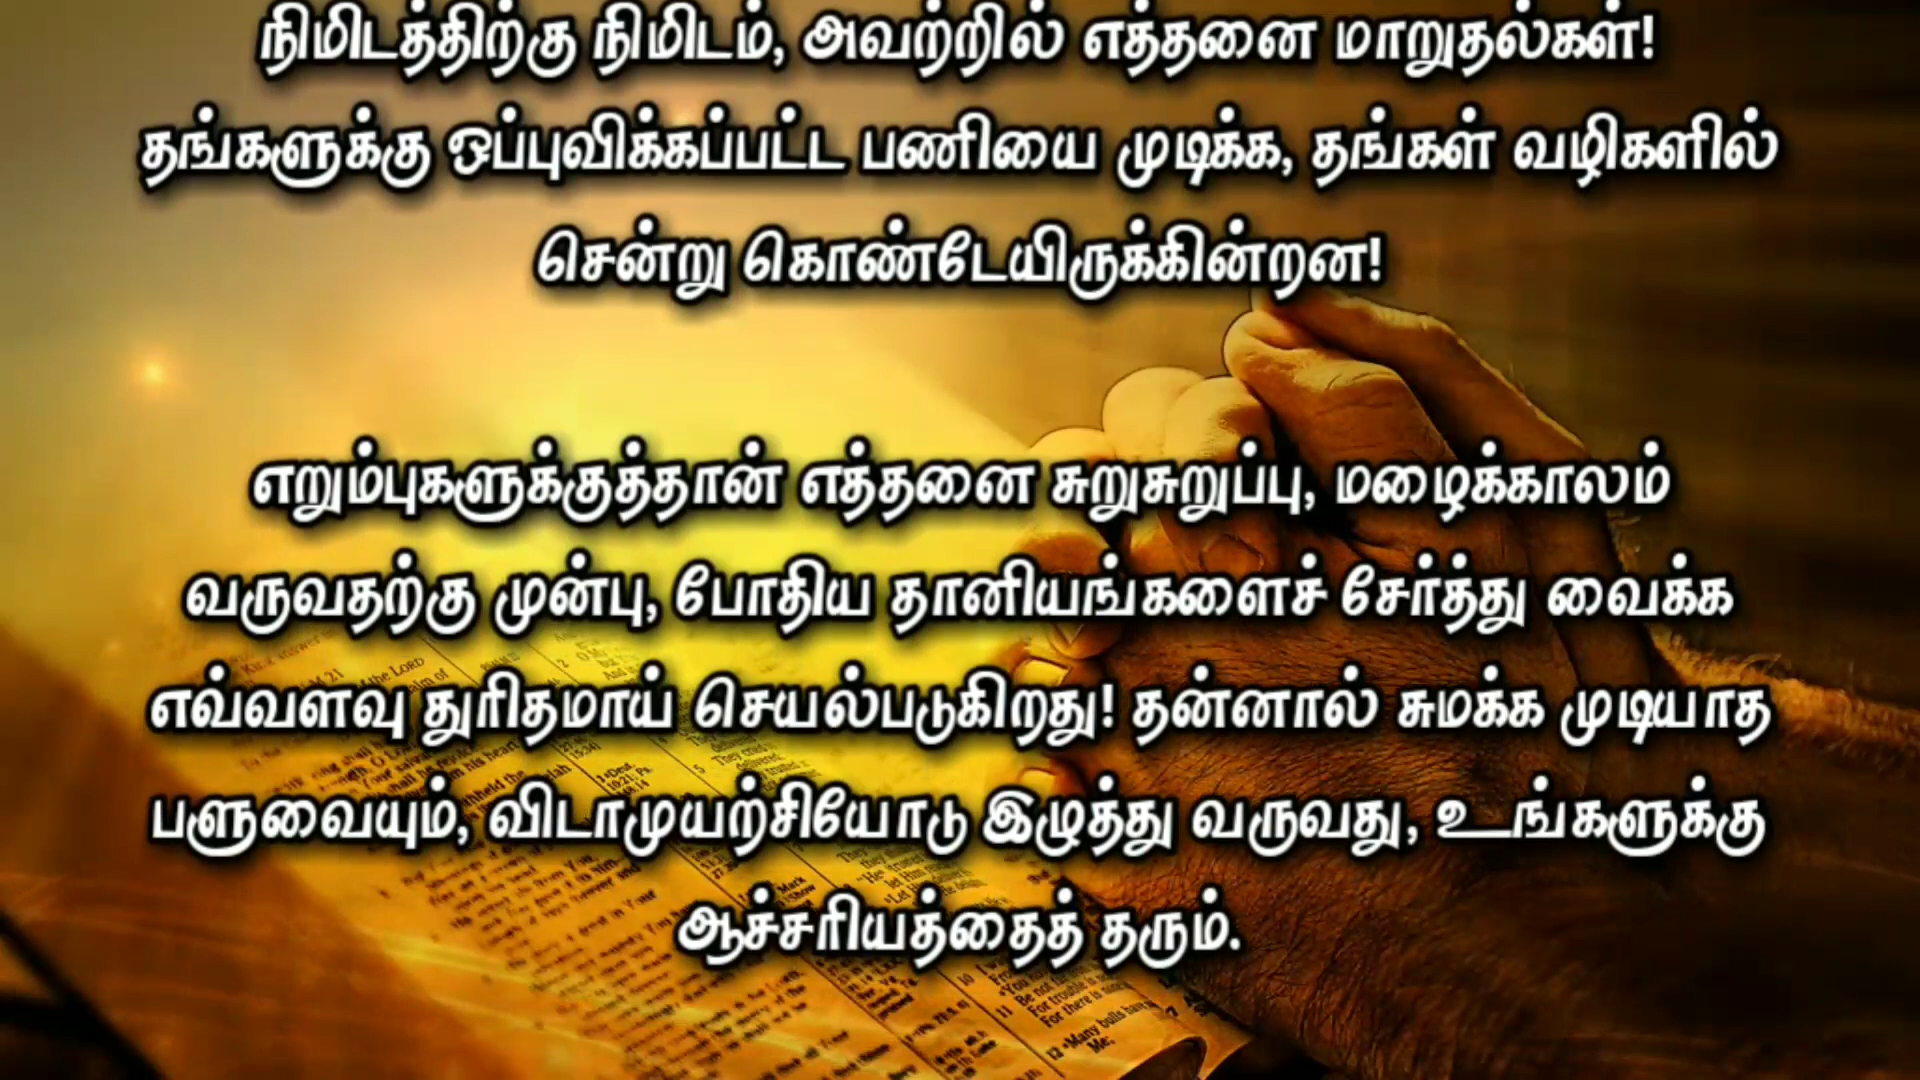 நிமிடத்திற்கு நிமிடம், அவற்றில் எத்தனை மாறுதல்கள்!
தங்களுக்கு ஒப்புவிக்கப்பட்ட பணியை முடிக்க, தங்கள் வழிகளில்
சென்று கொண்டேயிருக்கின்றன!
எறும்புகளுக்குத்தான் எத்தனை சுறுசுறுப்பு, மழைக்காலம்
வருவதற்கு முன்பு, போதிய தானியங்களைச் சேர்த்து வைக்க
எவ்வளவு துரிதமாய் செயல்படுகிறது! தன்னால் சுமக்க முடியாத
பளுவையும், விடாமுயற்சியோடு இழுத்து வருவது, உங்களுக்கு
ஆச்சரியத்தைத் தரும்.